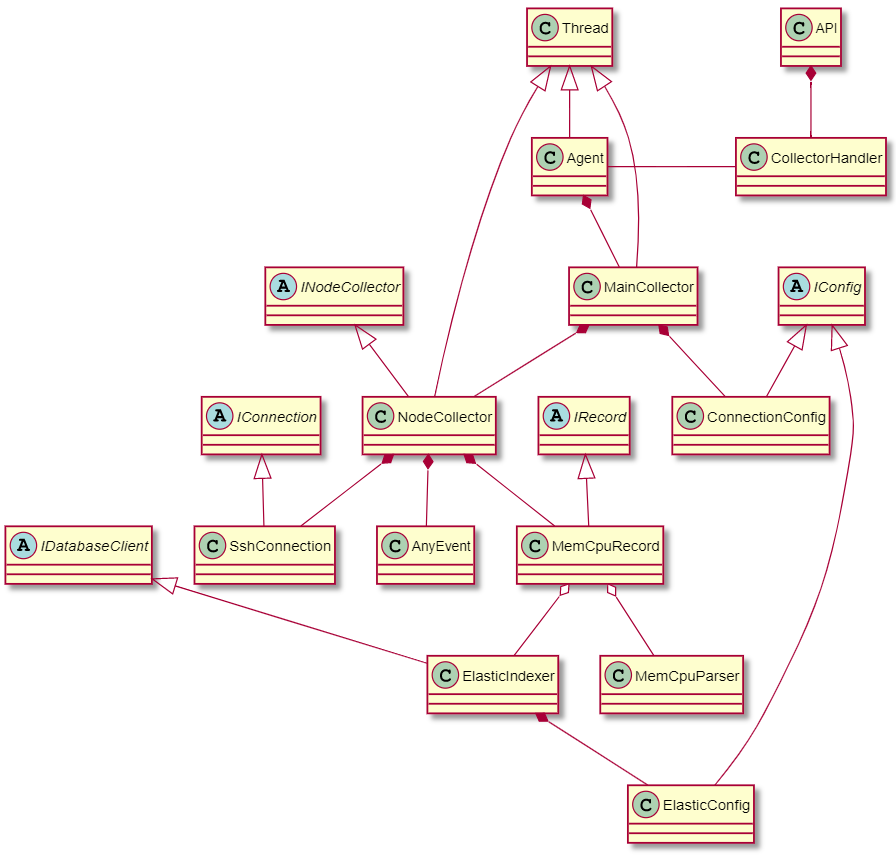 C Thread
C API
C Agent
C CollectorHandler
A INodeCollector
C MainCollector
A IConfig
A IConnection
C NodeCollector
A IRecord
C ConnectionConfig
A IDatabaseClient
C SshConnection
C AnyEvent
C MemCpuRecord
C ElasticIndexer
C MemCpuParser
C ElasticConfig